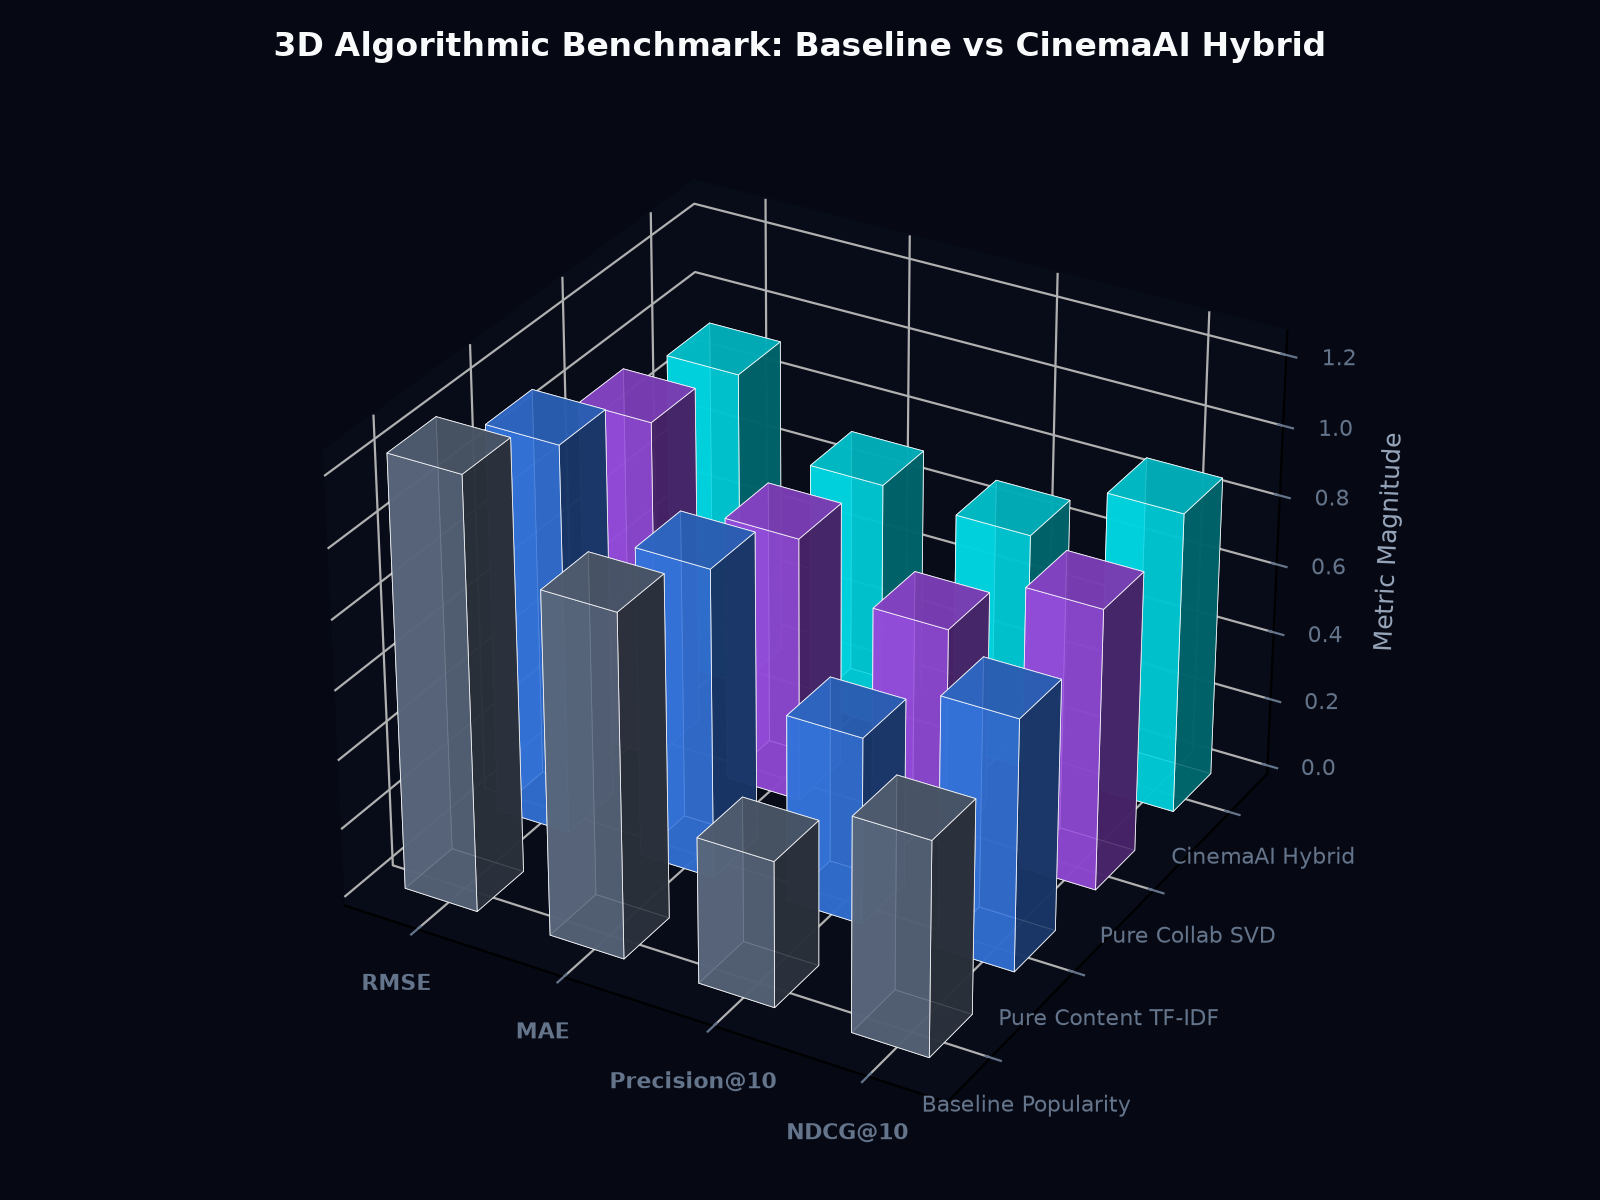 3D Algorithmic Benchmark: Baseline vs CinemaAI Hybrid
1.2
1.0
0.8
0.6
0.4
0.2
0.0
Metric Magnitude
CinemaAI Hybrid
Pure Collab SVD
Pure Content TF-IDF
Baseline Popularity
RMSE
MAE
Precision@10
NDCG@10